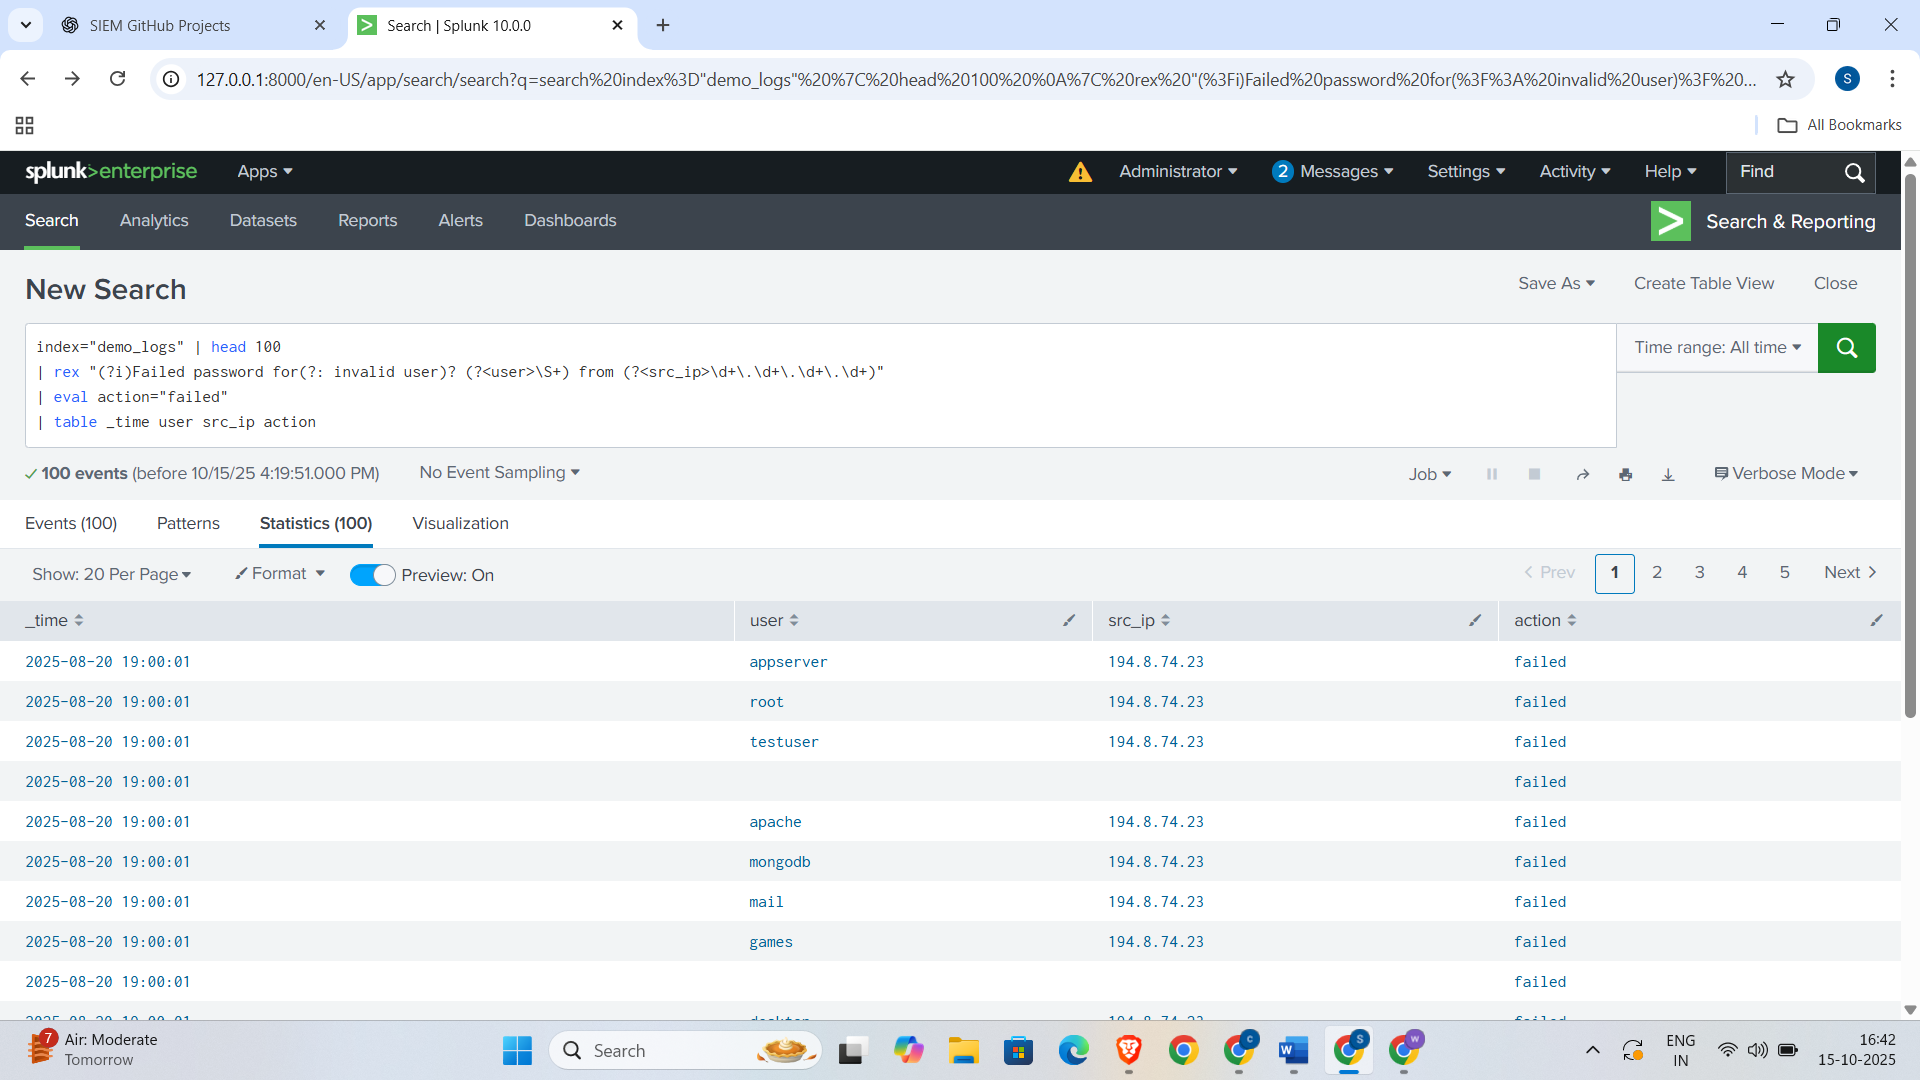 SIEM GitHub Projects
Search | Splunk 10.0.0
127.0.0.1:8000/en-US/app/search/search?q=search%20index%3D"demo_logs"%20%7C%20head%20100%20%0A%7C%20rex%20"(%3Fi)Failed%20password%20for(%3F%3A%20invalid%20user)%3F%20...
S
All Bookmarks
splunk>enterprise Apps Administrator 2 Messages Settings Activity Help Find
Search Analytics Datasets Reports Alerts Dashboards > Search & Reporting
New Search Save As Create Table View Close
index="demo_logs" | head 100
| rex "(?i)Failed password for(?: invalid user)? (?<user>\S+) from (?<src_ip>\d+\.\d+\.\d+\.\d+)"
| eval action="failed"
| table _time user src_ip action
Time range: All time
100 events (before 10/15/25 4:19:51.000 PM) No Event Sampling Job Verbose Mode
Events (100) Patterns Statistics (100) Visualization
Show: 20 Per Page Format Preview: On < Prev 1 2 3 4 5 Next >
_time user src_ip action
2025-08-20 19:00:01 appserver 194.8.74.23 failed
2025-08-20 19:00:01 root 194.8.74.23 failed
2025-08-20 19:00:01 testuser 194.8.74.23 failed
2025-08-20 19:00:01 failed
2025-08-20 19:00:01 apache 194.8.74.23 failed
2025-08-20 19:00:01 mongodb 194.8.74.23 failed
2025-08-20 19:00:01 mail 194.8.74.23 failed
2025-08-20 19:00:01 games 194.8.74.23 failed
2025-08-20 19:00:01 failed
7 Air: Moderate
Tomorrow
Search
C
W
S
W
ENG
IN
16:42
15-10-2025